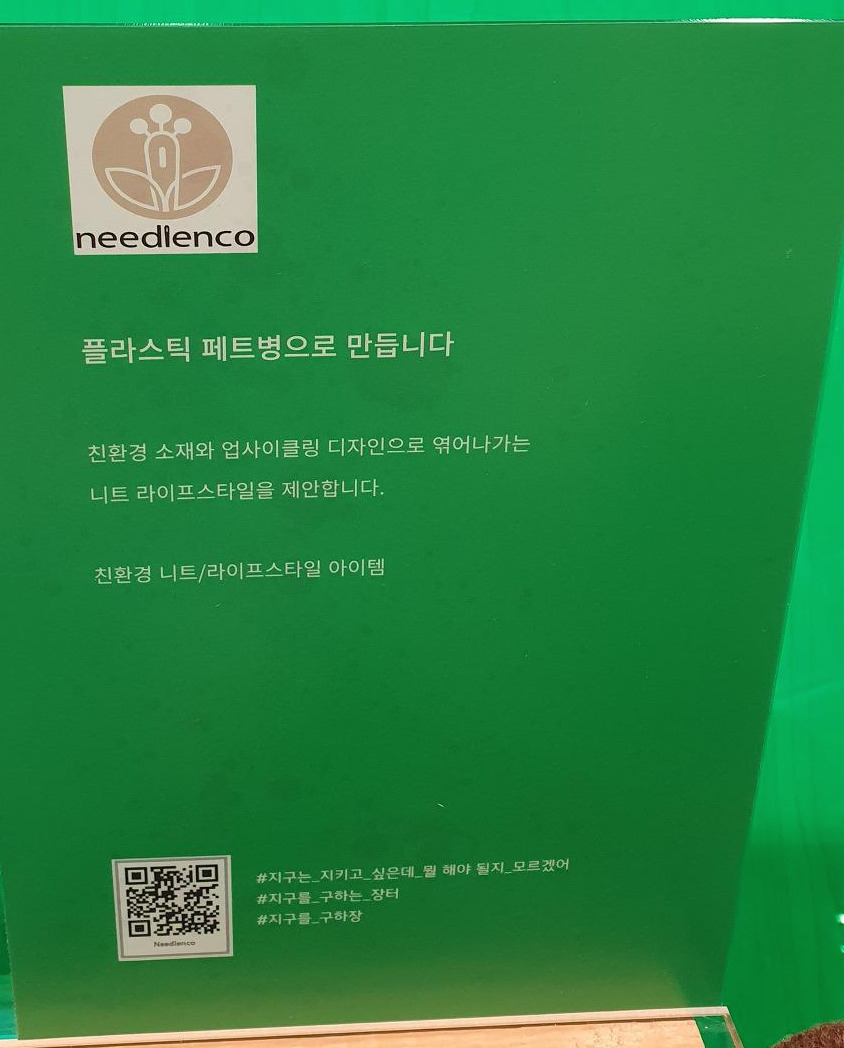 needlenco
플라스틱 페트병으로 만듭니다
친환경 소재와 업사이클링 디자인으로 엮어나가는
니트 라이프스타일을 제안합니다.
친환경 니트/라이프스타일 아이템
#지구는_지키고_싶은데_뭘 해야 될지_모르겠어
#지구를_구하는_장터
#지구를_구하장
Needlenco